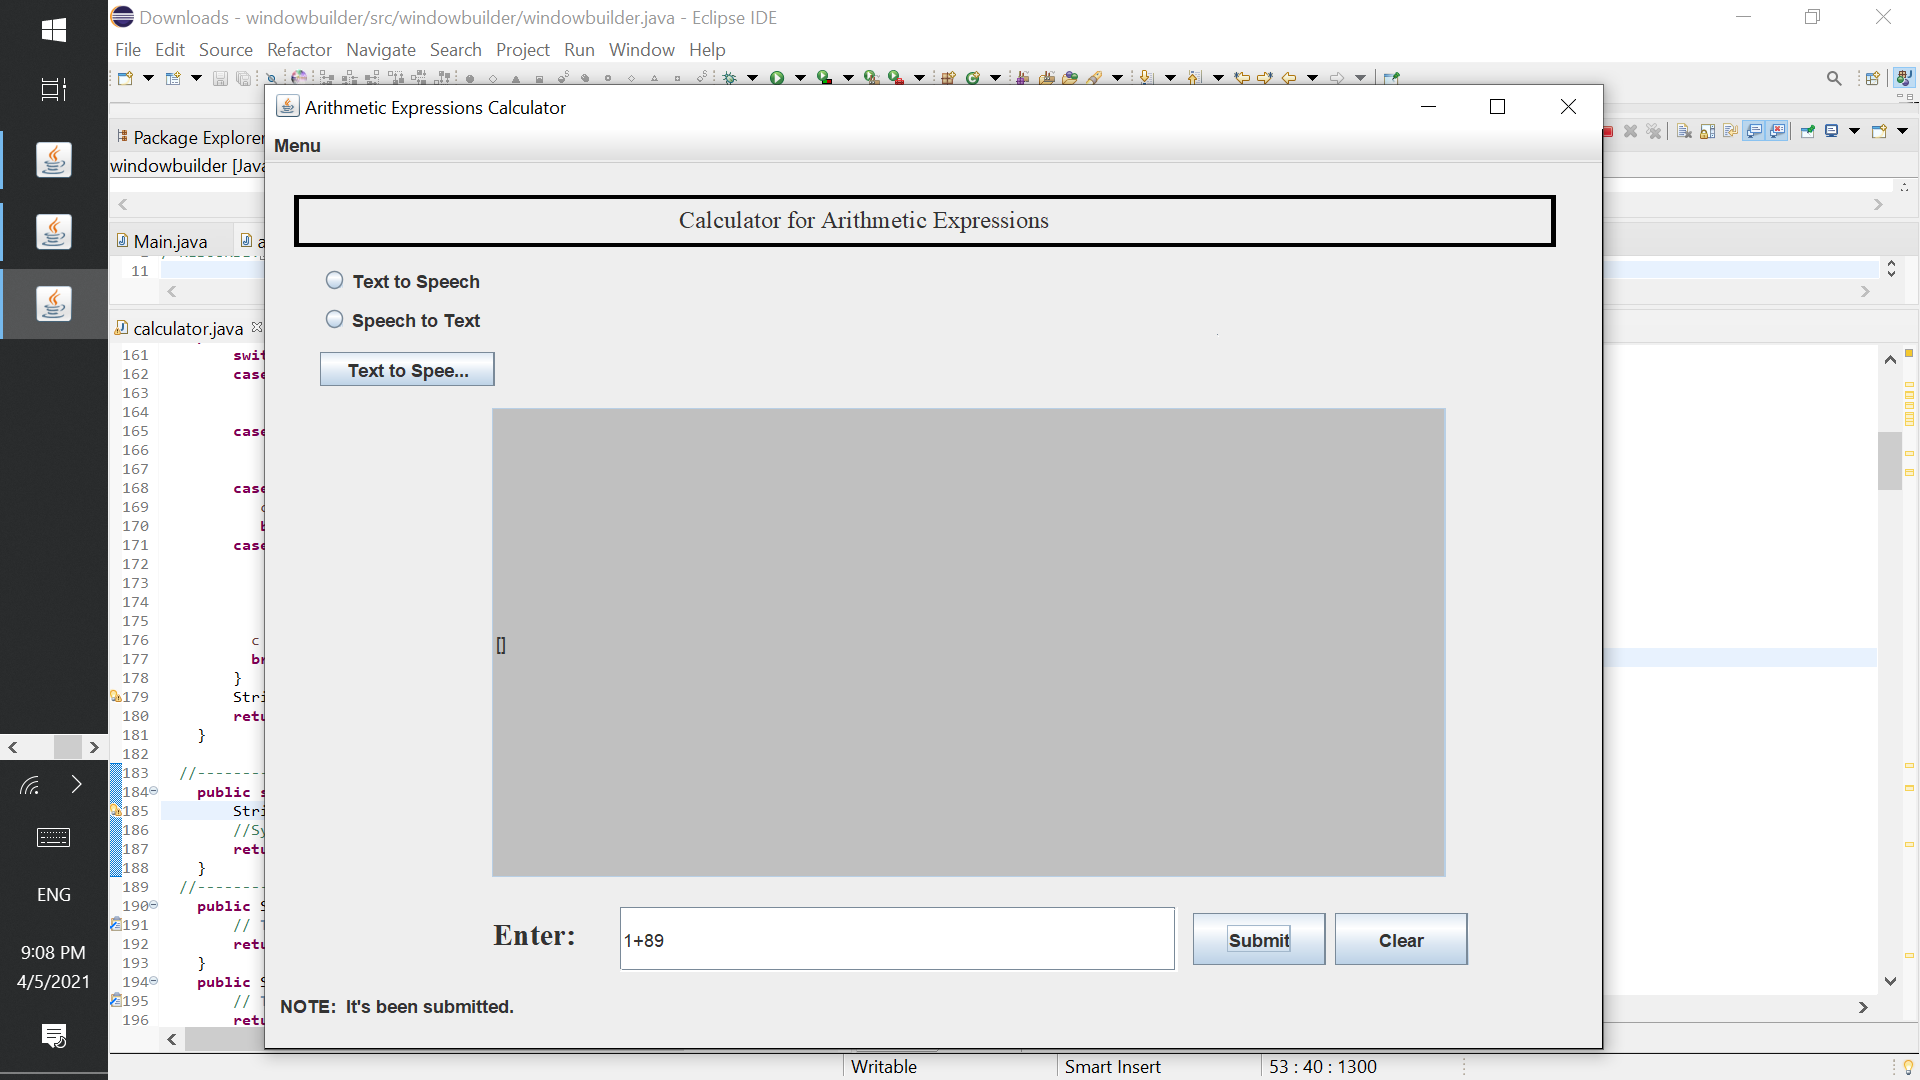 Downloads - windowbuilder/src/windowbuilder/windowbuilder.java - Eclipse IDE
File Edit Source Refactor Navigate Search Project Run Window Help
Arithmetic Expressions Calculator
Menu
Package Explorer
windowbuilder [Java
Calculator for Arithmetic Expressions
Main.java
11
Text to Speech
Speech to Text
Text to Spee...
calculator.java
161 swit
162 case
163
164
165 case
166
167
168 case
169 c
170 b
171 case
172
173
174
175
176 c
177 br
178 }
179 Stri
180 retu
181 }
182
183 //-------
184 public s
185 Stri
186 //Sy
187 retu
188 }
189 //-------
190 public S
191 // T
192 retu
193 }
194 public S
195 // T
196 retu
[]
Enter: 1+89 Submit Clear
NOTE: It's been submitted.
ENG
9:08 PM
4/5/2021
Writable Smart Insert 53 : 40 : 1300